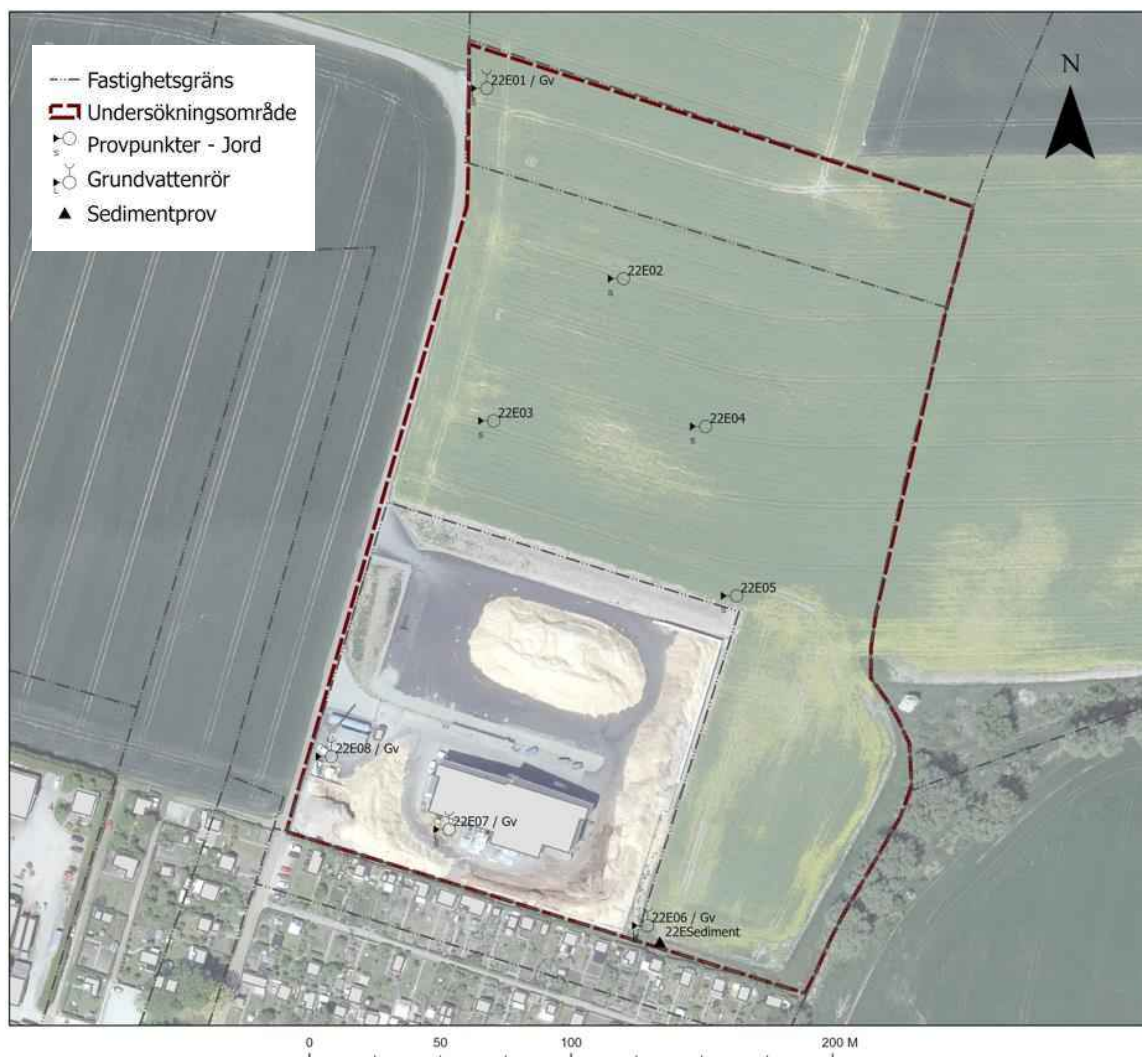 Fastighetsgräns
Undersökningsområde
S
Provpunkter - Jord
L
Grundvattenrör
Sedimentprov
N
22E01 / Gv
22E02
S
22E03
S
22E04
S
22E05
S
22E08 / Gv
22E07 / Gv
22E06 / Gv
22ESediment
0 50 100 200 M